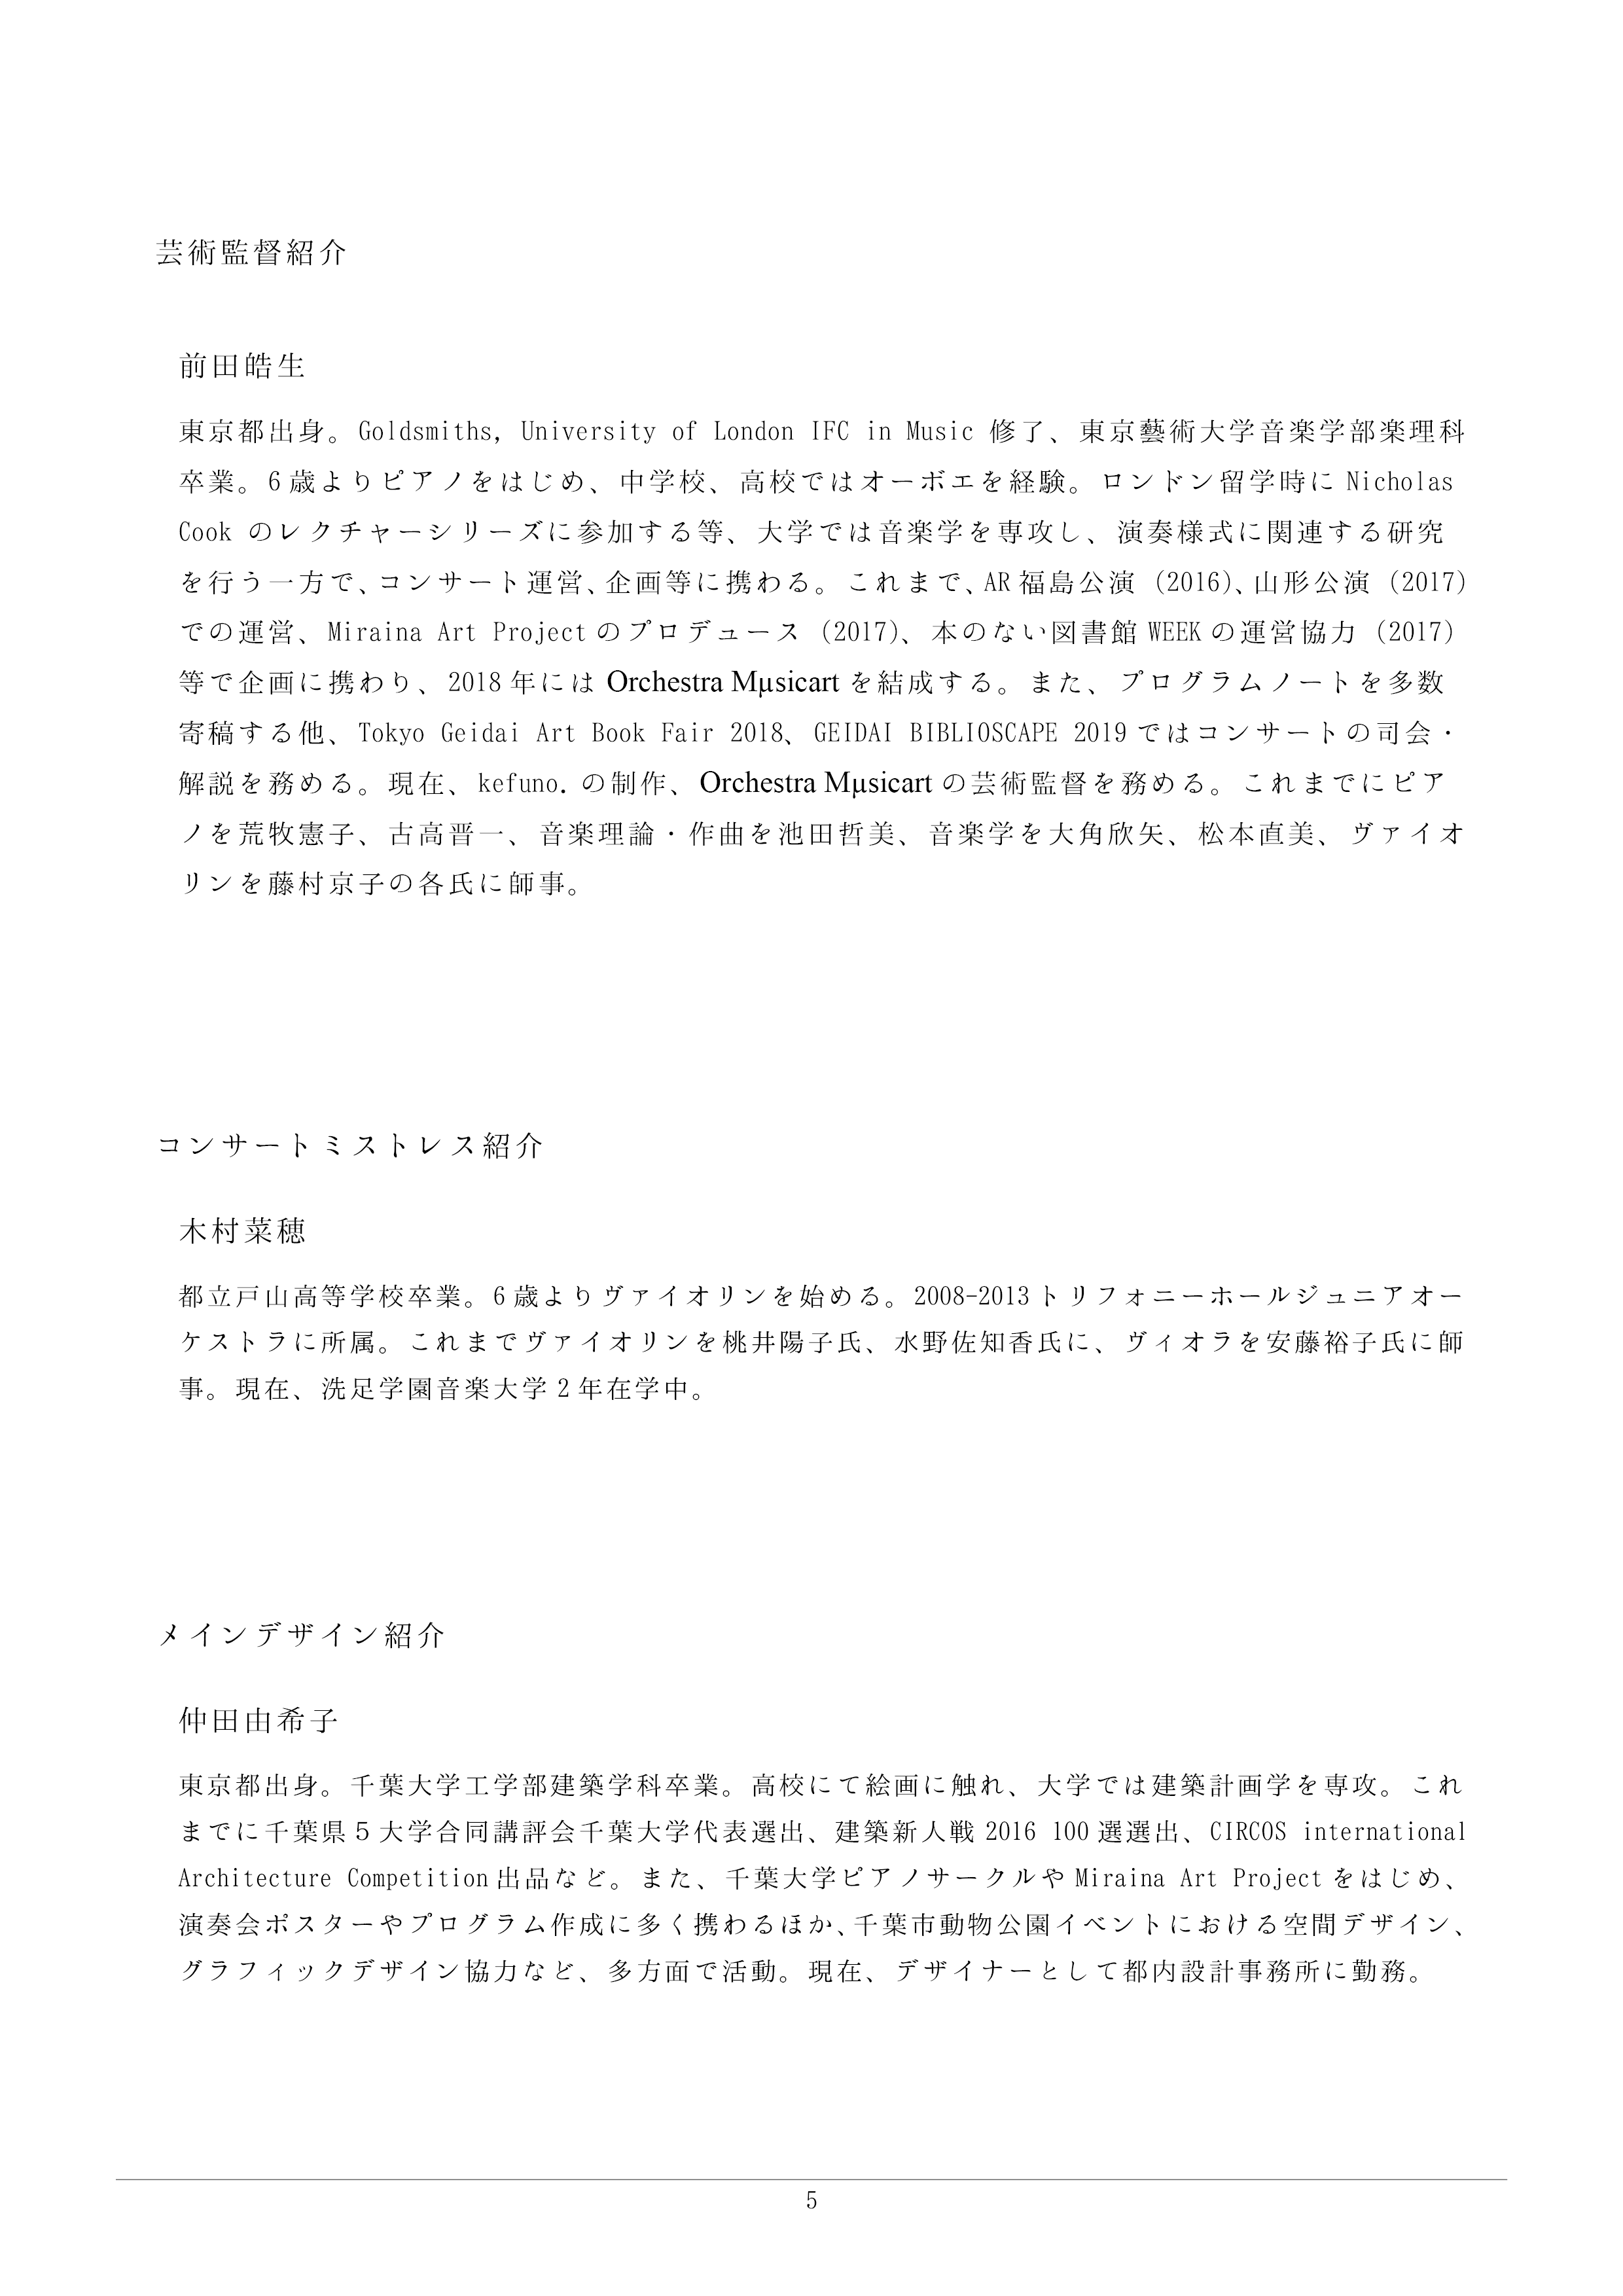 芸術監督紹介
前田皓生
東京都出身。Goldsmiths, University of London IFC in Music 修了、東京藝術大学音楽学部楽理科
卒業。6 歳よりピアノをはじめ、中学校、高校ではオーボエを経験。ロンドン留学時に Nicholas
Cook のレクチャーシリーズに参加する等、大学では音楽学を専攻し、演奏様式に関連する研究
を行う一方で、コンサート運営、企画等に携わる。これまで、AR 福島公演（2016）、山形公演（2017）
での運営、Miraina Art Project のプロデュース（2017）、本のない図書館 WEEK の運営協力（2017）
等で企画に携わり、2018 年には Orchestra Mμsicart を結成する。また、プログラムノートを多数
寄稿する他、Tokyo Geidai Art Book Fair 2018、GEIDAI BIBLIOSCAPE 2019 ではコンサートの司会・
解説を務める。現在、kefuno. の制作、Orchestra Mμsicart の芸術監督を務める。これまでにピア
ノを荒牧憲子、古高晋一、音楽理論・作曲を池田哲美、音楽学を大角欣矢、松本直美、ヴァイオ
リンを藤村京子の各氏に師事。
コンサートミストレス紹介
木村菜穂
都立戸山高等学校卒業。6 歳よりヴァイオリンを始める。2008-2013 トリフォニーホールジュニアオー
ケストラに所属。これまでヴァイオリンを桃井陽子氏、水野佐知香氏に、ヴィオラを安藤裕子氏に師
事。現在、洗足学園音楽大学 2 年在学中。
メインデザイン紹介
仲田由希子
東京都出身。千葉大学工学部建築学科卒業。高校にて絵画に触れ、大学では建築計画学を専攻。これ
までに千葉県５大学合同講評会千葉大学代表選出、建築新人戦 2016 100 選選出、CIRCOS international
Architecture Competition 出品など。また、千葉大学ピアノサークルや Miraina Art Project をはじめ、
演奏会ポスターやプログラム作成に多く携わるほか、千葉市動物公園イベントにおける空間デザイン、
グラフィックデザイン協力など、多方面で活動。現在、デザイナーとして都内設計事務所に勤務。
5